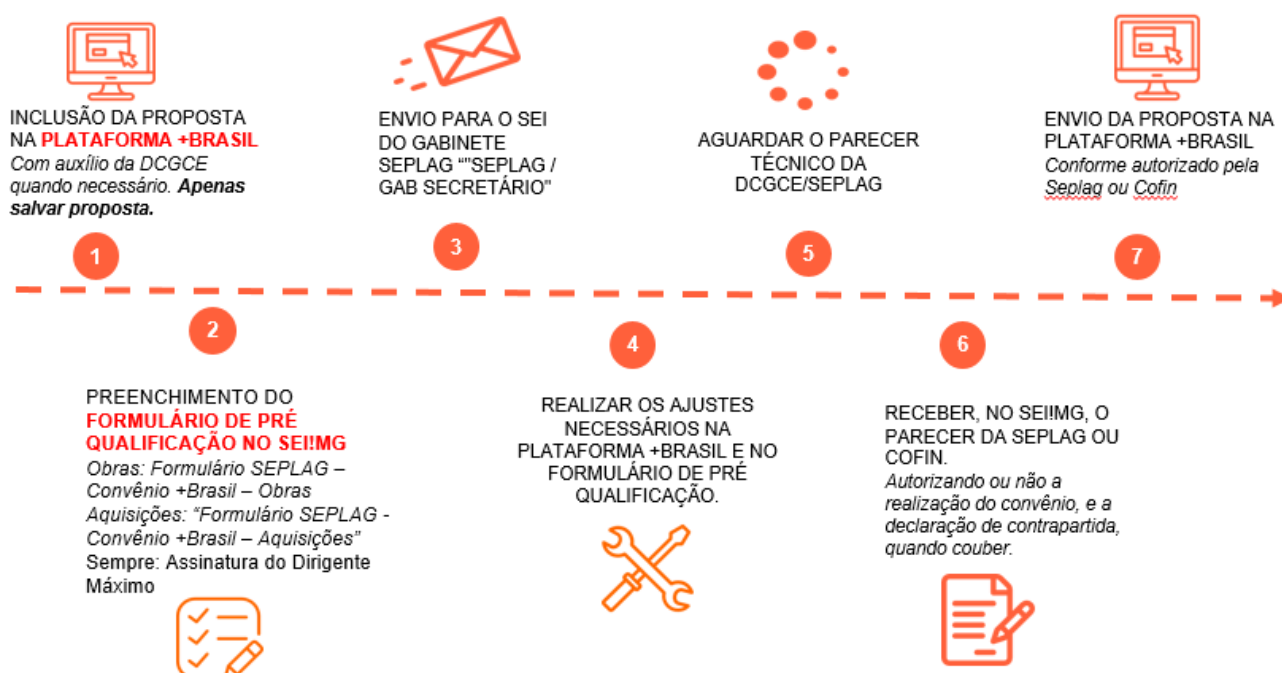 INCLUSÃO DA PROPOSTA
NA PLATAFORMA +BRASIL
Com auxílio da DCGCE
quando necessário. Apenas
salvar proposta.
1
PREENCHIMENTO DO
FORMULÁRIO DE PRÉ
QUALIFICAÇÃO NO SEI!MG
Obras: Formulário SEPLAG –
Convênio +Brasil – Obras
Aquisições: “Formulário SEPLAG -
Convênio +Brasil – Aquisições”
Sempre: Assinatura do Dirigente
Máximo
2
ENVIO PARA O SEI
DO GABINETE
SEPLAG “”SEPLAG /
GAB SECRETÁRIO”
3
REALIZAR OS AJUSTES
NECESSÁRIOS NA
PLATAFORMA +BRASIL E NO
FORMULÁRIO DE PRÉ
QUALIFICAÇÃO.
4
AGUARDAR O PARECER
TÉCNICO DA
DCGCE/SEPLAG
5
RECEBER, NO SEI!MG, O
PARECER DA SEPLAG OU
COFIN.
Autorizando ou não a
realização do convênio, e a
declaração de contrapartida,
quando couber.
6
ENVIO DA PROPOSTA NA
PLATAFORMA +BRASIL
Conforme autorizado pela
Seplag ou Cofin
7